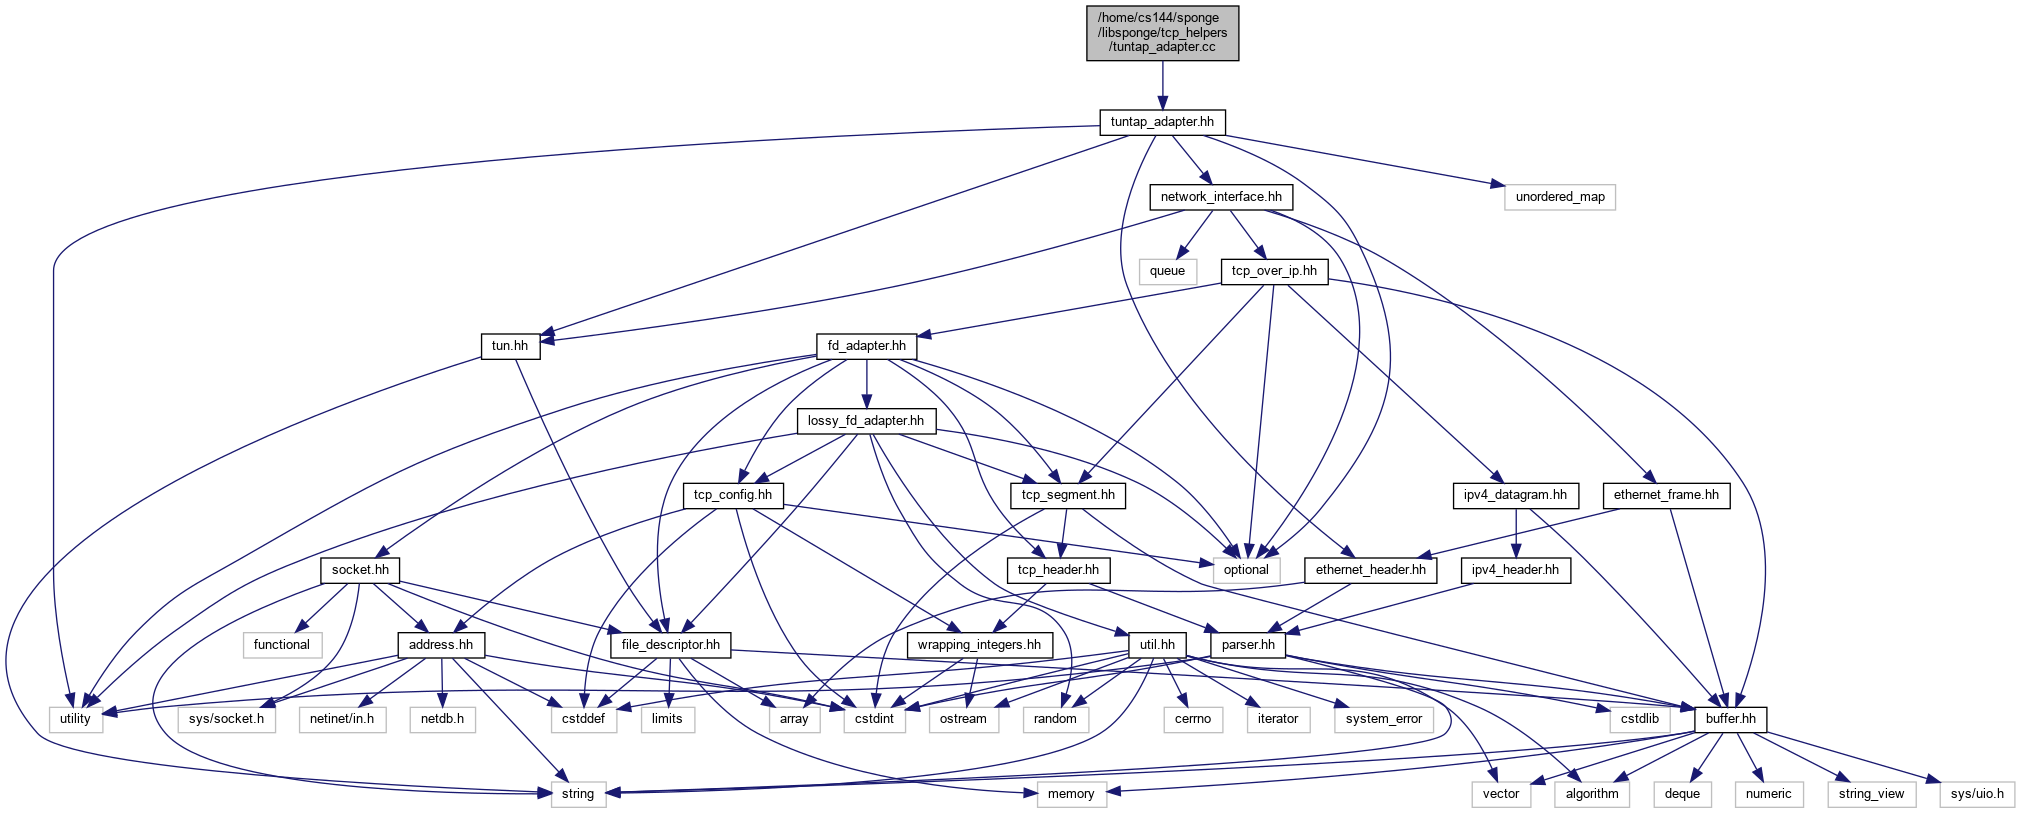 /home/cs144/sponge
/libsponge/tcp_helpers
/tuntap_adapter.cc
tuntap_adapter.hh
network_interface.hh
unordered_map
queue
tcp_over_ip.hh
tun.hh
fd_adapter.hh
lossy_fd_adapter.hh
tcp_config.hh
tcp_segment.hh
ipv4_datagram.hh
ethernet_frame.hh
socket.hh
tcp_header.hh
optional
ethernet_header.hh
ipv4_header.hh
functional
address.hh
file_descriptor.hh
wrapping_integers.hh
util.hh
parser.hh
utility
sys/socket.h
netinet/in.h
netdb.h
cstddef
limits
array
cstdint
ostream
random
cerrno
iterator
system_error
cstdlib
buffer.hh
string
memory
vector
algorithm
deque
numeric
string_view
sys/uio.h